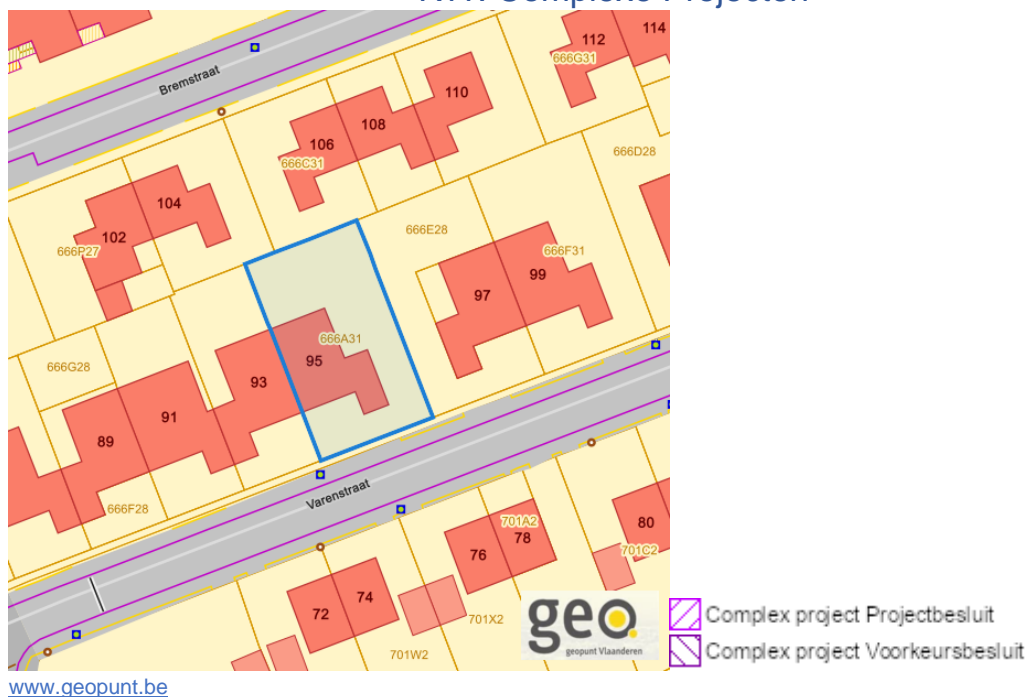 Bremstraat
112
114
666G31
110
108
106
666C31
666D28
104
102
666P27
666E28
666F31
99
97
666A31
95
93
666G28
91
89
666F28
Varenstraat
701A2
78
76
80
701C2
74
72
701X2
701W2
geo
geopunt Vlaanderen
Complex project Projectbesluit
Complex project Voorkeursbesluit
www.geopunt.be